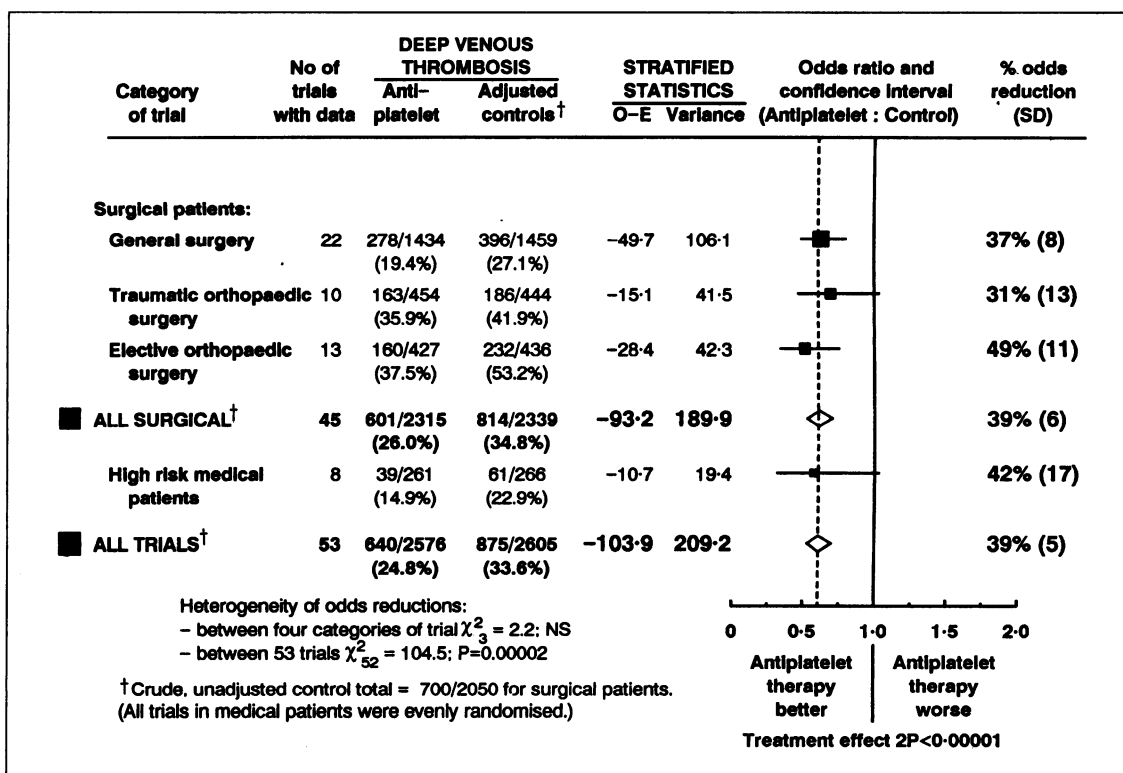 DEEP VENOUS
No of THROMBOSIS STRATIFIED Odds ratio and % odds
Category trials Anti– Adjusted STATISTICS confidence interval reduction
of trial with data platelet controls† O–E Variance (Antiplatelet : Control) (SD)
Surgical patients:
General surgery 22 278/1434 396/1459 –49·7 106·1 37% (8)
(19.4%) (27.1%)
Traumatic orthopaedic 10 163/454 186/444 –15·1 41·5 31% (13)
surgery (35.9%) (41.9%)
Elective orthopaedic 13 160/427 232/436 –28·4 42·3 49% (11)
surgery (37.5%) (53.2%)
ALL SURGICAL† 45 601/2315 814/2339 –93·2 189·9 39% (6)
(26.0%) (34.8%)
High risk medical 8 39/261 61/266 –10·7 19·4 42% (17)
patients (14.9%) (22.9%)
ALL TRIALS† 53 640/2576 875/2605 –103·9 209·2 39% (5)
(24.8%) (33.6%)
Heterogeneity of odds reductions:
– between four categories of trial χ²₃ = 2.2; NS
– between 53 trials χ²₅₂ = 104.5; P=0.00002
†Crude, unadjusted control total = 700/2050 for surgical patients.
(All trials in medical patients were evenly randomised.)
0 0·5 1·0 1·5 2·0
Antiplatelet Antiplatelet
therapy therapy
better worse
Treatment effect 2P<0·00001